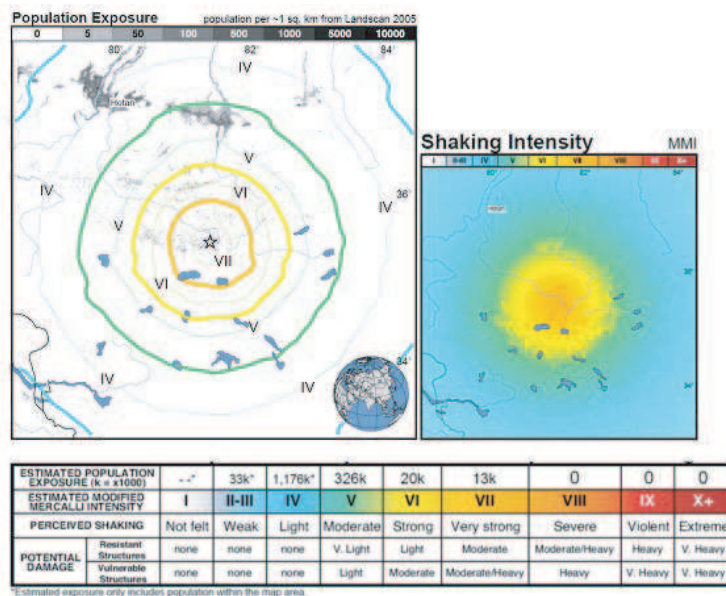 Population Exposure
population per ~1 sq. km from Landscan 2005
0 5 50 100 500 1000 5000 10000
80° 82° 84°
IV
Hotan
V
IV VI IV 36°
V
VII
VI
V
34°
IV IV
Shaking Intensity MMI
I II-III IV V VI VII VIII IX X+
80° 82° 84°
Hotan
36°
34°
ESTIMATED POPULATION EXPOSURE (k = x1000) --* 33k* 1,176k* 326k 20k 13k 0 0 0
ESTIMATED MODIFIED MERCALLI INTENSITY I II-III IV V VI VII VIII IX X+
PERCEIVED SHAKING Not felt Weak Light Moderate Strong Very strong Severe Violent Extreme
POTENTIAL DAMAGE
Resistant Structures none none none V. Light Light Moderate Moderate/Heavy Heavy V. Heavy
Vulnerable Structures none none none Light Moderate Moderate/Heavy Heavy V. Heavy V. Heavy
*Estimated exposure only includes population within the map area.